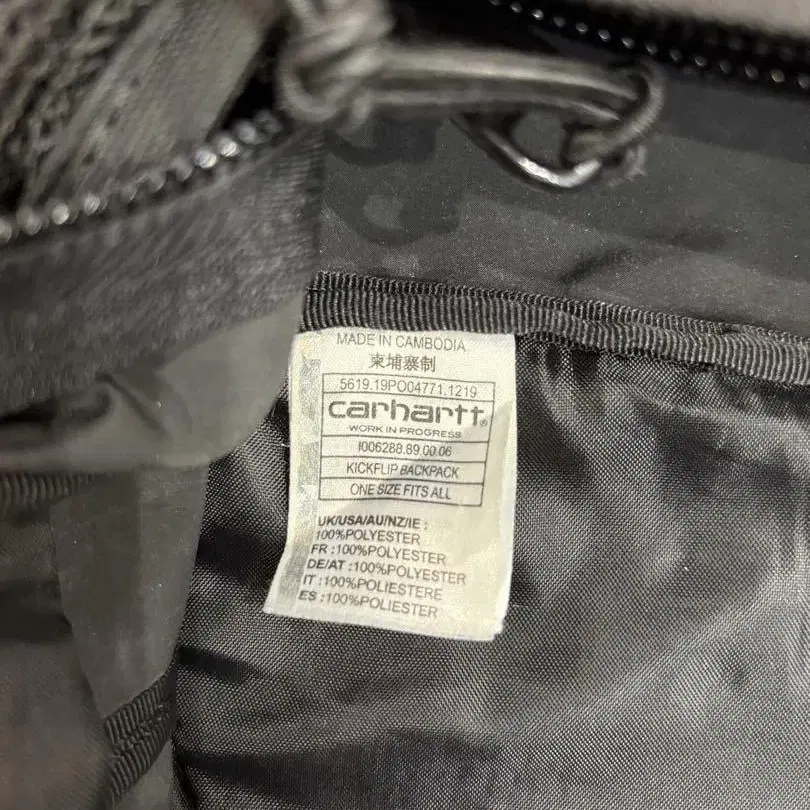 MADE IN CAMBODIA
柬埔寨制
5619.19PO04771.1219
carhartt®
WORK IN PROGRESS
I006288.89.00.06
KICKFLIP BACKPACK
ONE SIZE FITS ALL
UK/USA/AU/NZ/IE :
100%POLYESTER
FR :100%POLYESTER
DE/AT :100%POLYESTER
IT :100%POLIESTERE
ES :100%POLIESTER